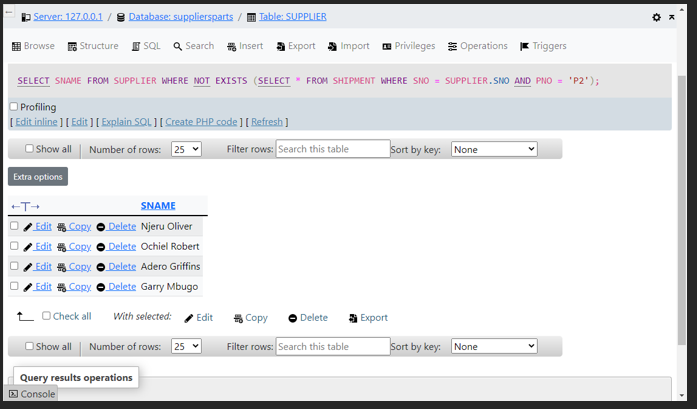 Server: 127.0.0.1 / Database: suppliersparts / Table: SUPPLIER
Browse Structure SQL Search Insert Export Import Privileges Operations Triggers
SELECT SNAME FROM SUPPLIER WHERE NOT EXISTS (SELECT * FROM SHIPMENT WHERE SNO = SUPPLIER.SNO AND PNO = 'P2');
Profiling
[ Edit inline ] [ Edit ] [ Explain SQL ] [ Create PHP code ] [ Refresh ]
Show all Number of rows: 25 Filter rows: Search this table Sort by key: None
Extra options
←T→ SNAME
Edit Copy Delete Njeru Oliver
Edit Copy Delete Ochiel Robert
Edit Copy Delete Adero Griffins
Edit Copy Delete Garry Mbugo
Check all With selected: Edit Copy Delete Export
Show all Number of rows: 25 Filter rows: Search this table Sort by key: None
Query results operations
Console